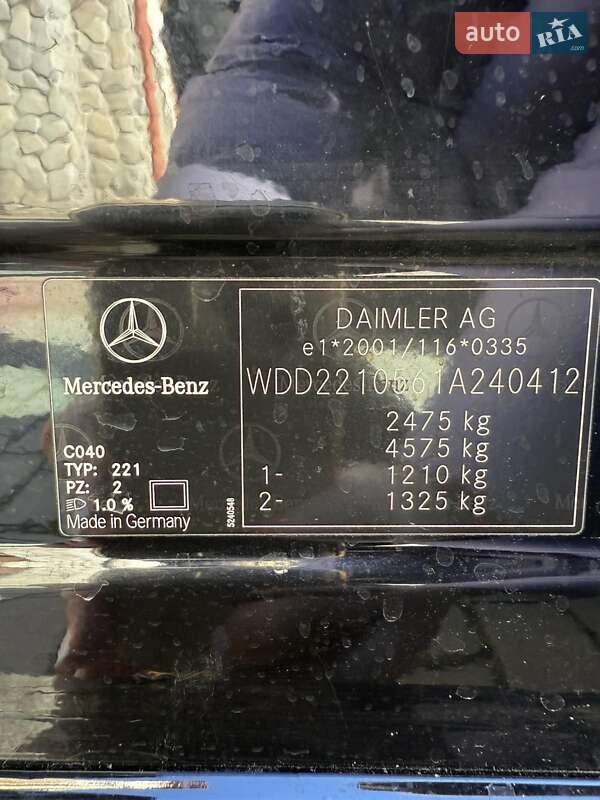 auto RIA.com
DAIMLER AG
e1*2001/116*0335
WDD2210561A240412
2475 kg
4575 kg
1- 1210 kg
2- 1325 kg
Mercedes-Benz
C040
TYP: 221
PZ: 2
1.0 %
Made in Germany
5240548